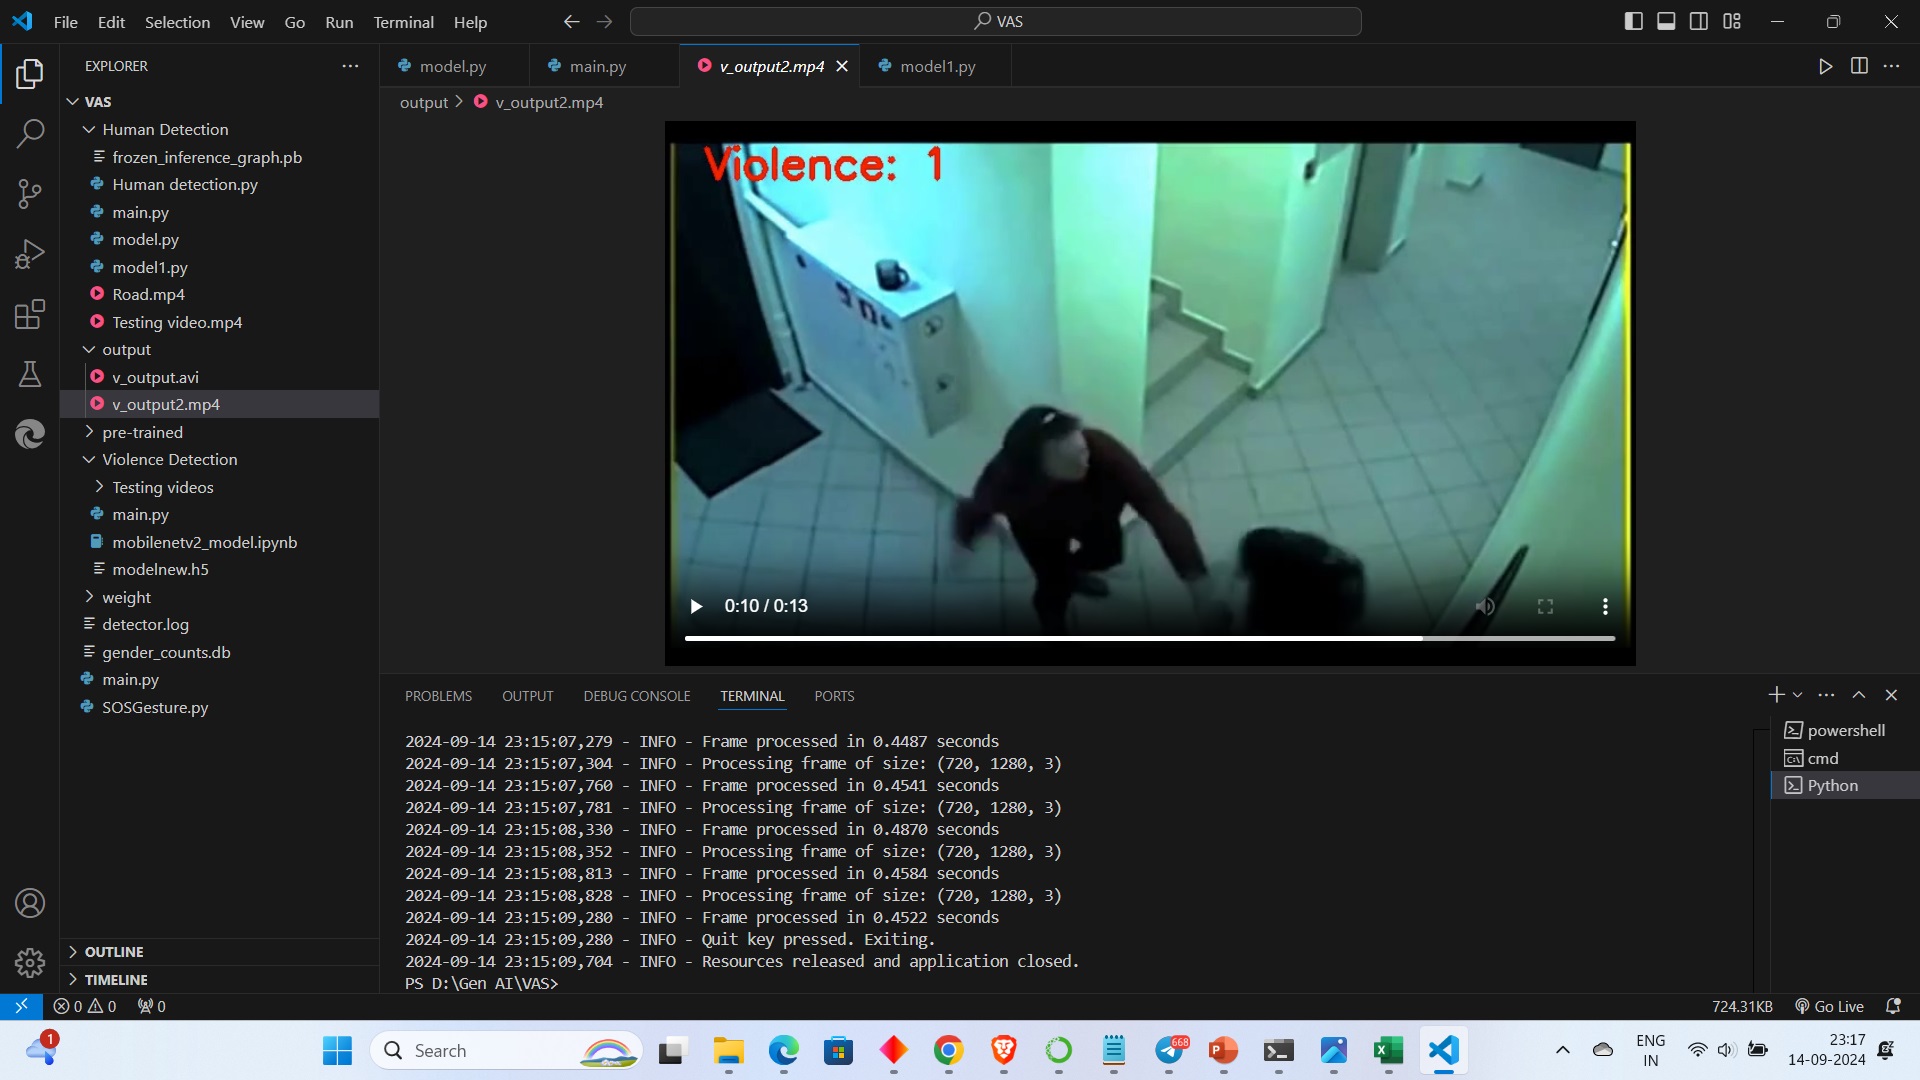 File Edit Selection View Go Run Terminal Help
VAS
EXPLORER
VAS
Human Detection
frozen_inference_graph.pb
Human detection.py
main.py
model.py
model1.py
Road.mp4
Testing video.mp4
output
v_output.avi
v_output2.mp4
pre-trained
Violence Detection
Testing videos
main.py
mobilenetv2_model.ipynb
modelnew.h5
weight
detector.log
gender_counts.db
main.py
SOSGesture.py
OUTLINE
TIMELINE
model.py main.py v_output2.mp4 model1.py
output > v_output2.mp4
Violence: 1
0:10 / 0:13
PROBLEMS OUTPUT DEBUG CONSOLE TERMINAL PORTS
2024-09-14 23:15:07,279 - INFO - Frame processed in 0.4487 seconds
2024-09-14 23:15:07,304 - INFO - Processing frame of size: (720, 1280, 3)
2024-09-14 23:15:07,760 - INFO - Frame processed in 0.4541 seconds
2024-09-14 23:15:07,781 - INFO - Processing frame of size: (720, 1280, 3)
2024-09-14 23:15:08,330 - INFO - Frame processed in 0.4870 seconds
2024-09-14 23:15:08,352 - INFO - Processing frame of size: (720, 1280, 3)
2024-09-14 23:15:08,813 - INFO - Frame processed in 0.4584 seconds
2024-09-14 23:15:08,828 - INFO - Processing frame of size: (720, 1280, 3)
2024-09-14 23:15:09,280 - INFO - Frame processed in 0.4522 seconds
2024-09-14 23:15:09,280 - INFO - Quit key pressed. Exiting.
2024-09-14 23:15:09,704 - INFO - Resources released and application closed.
PS D:\Gen AI\VAS>
powershell
cmd
Python
0 0 0
724.31KB Go Live
1
Search
668
ENG
IN
23:17
14-09-2024